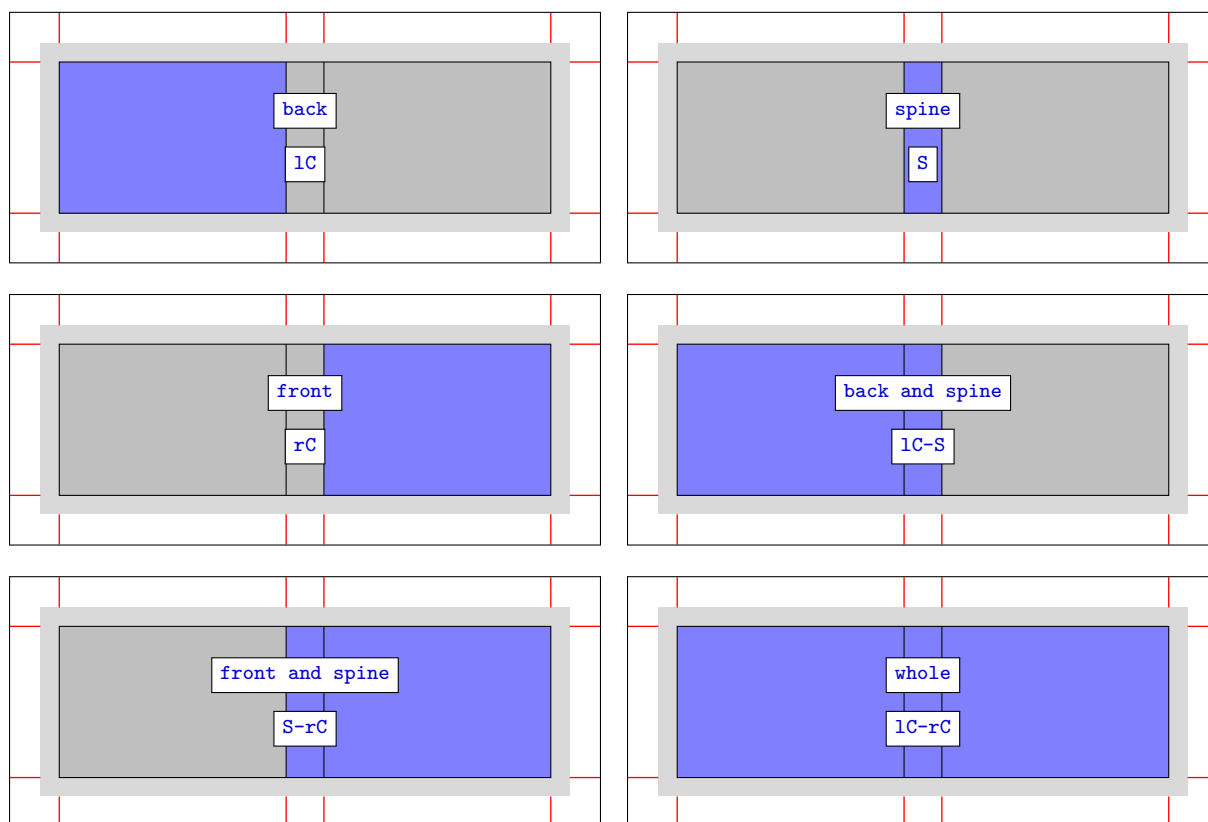 back
lC
spine
S
front
rC
back and spine
lC-S
front and spine
S-rC
whole
lC-rC